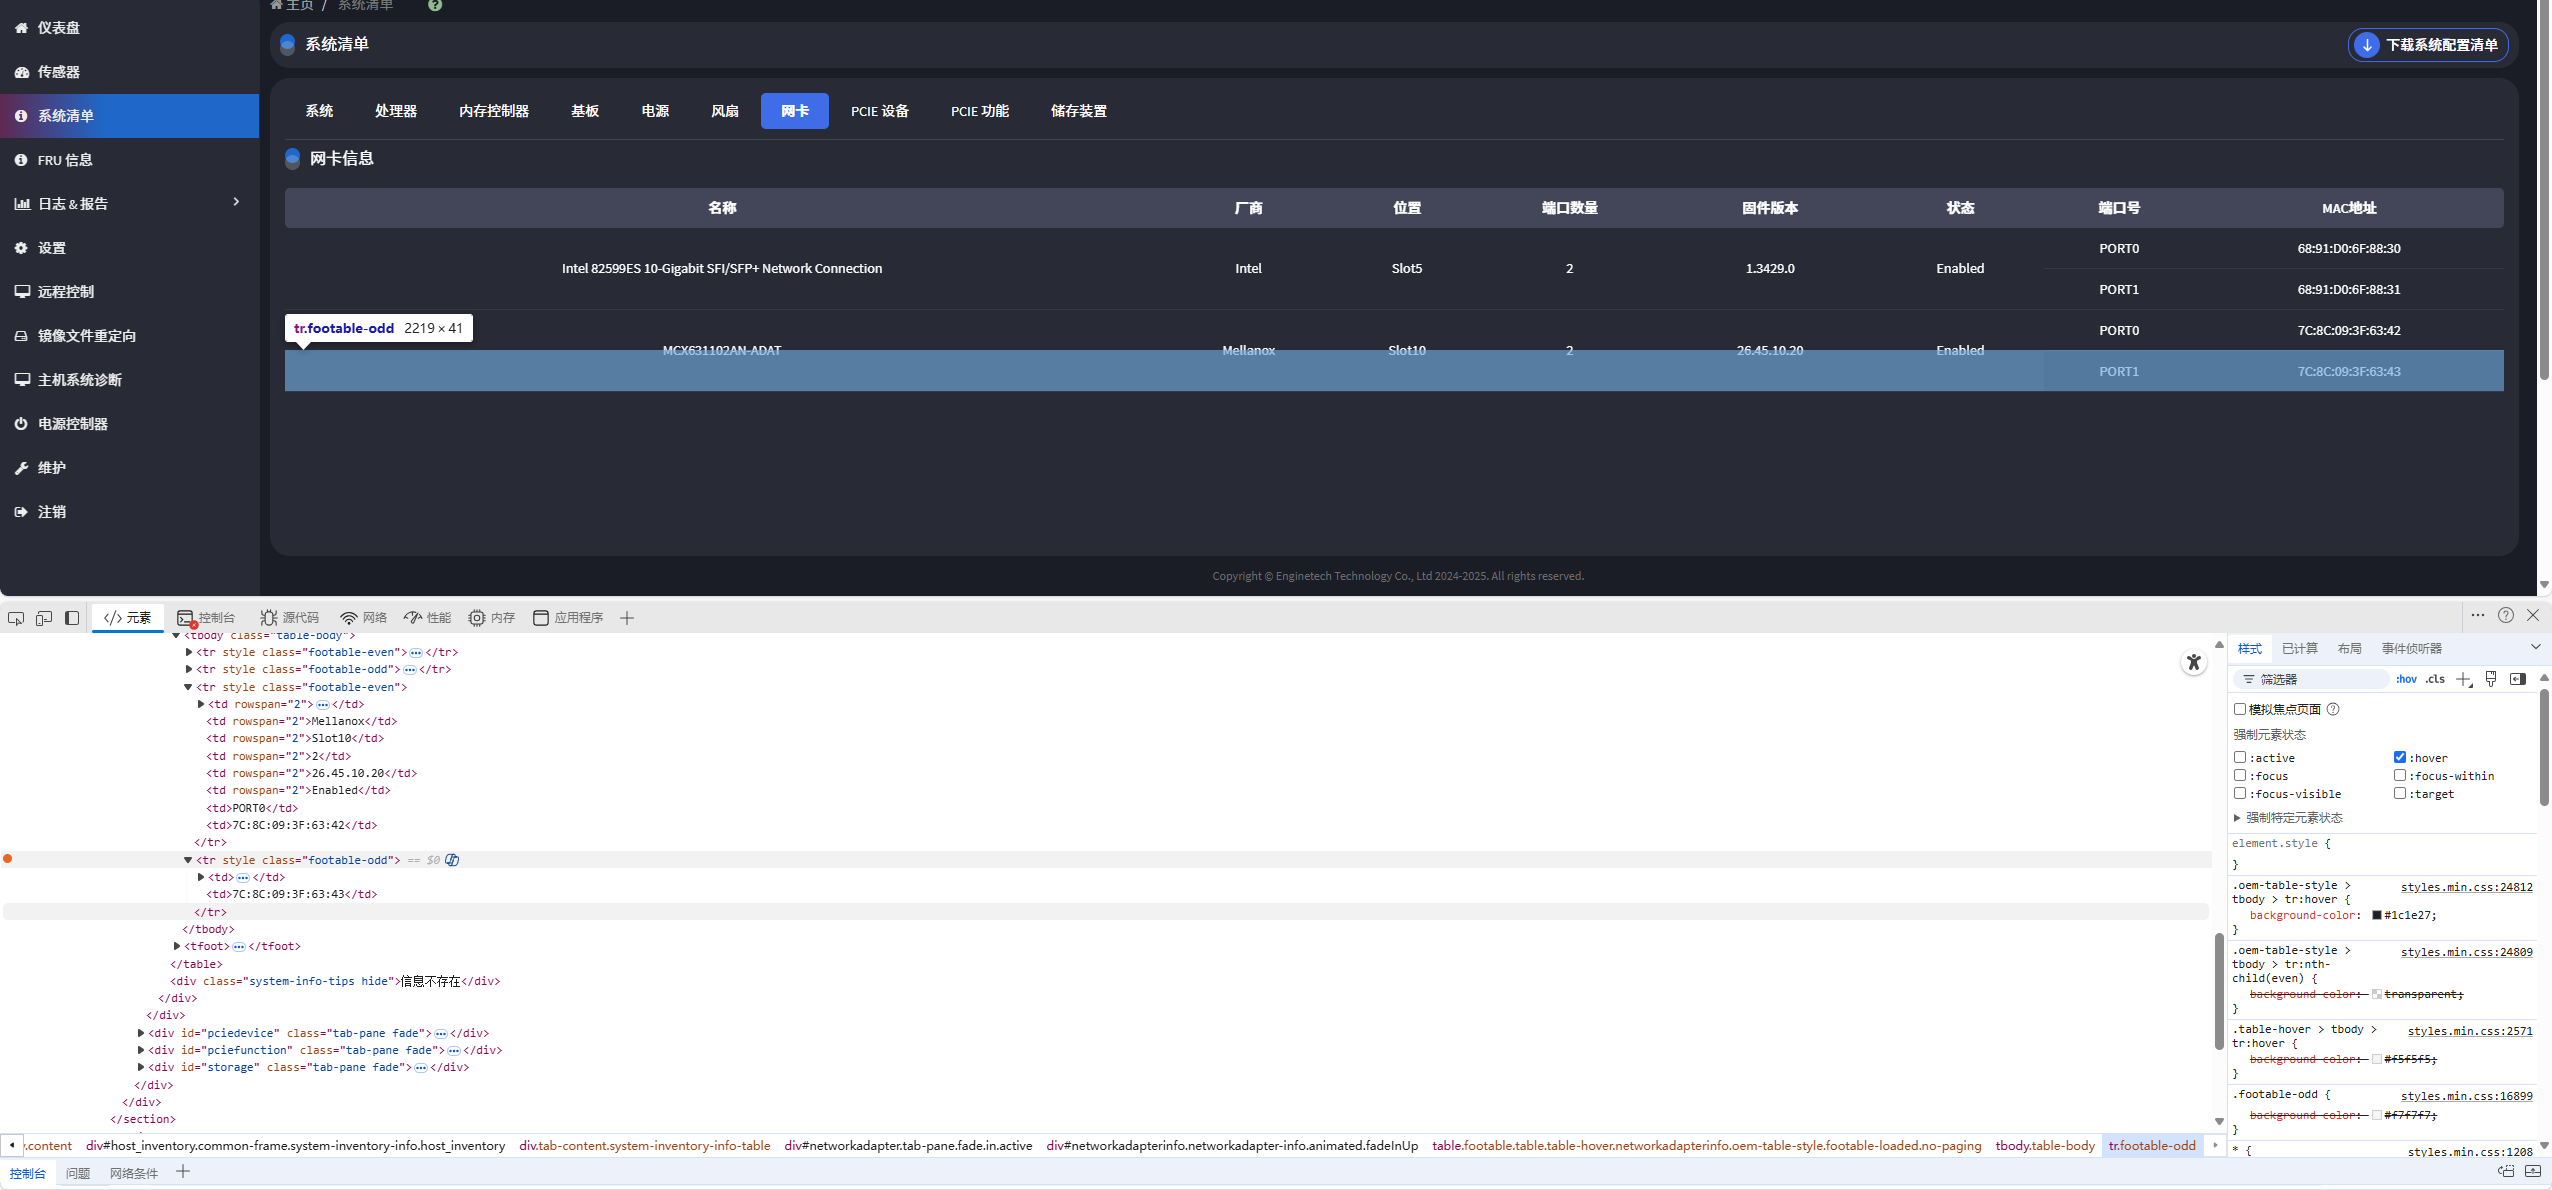 主页 / 系统清单
仪表盘
传感器
系统清单
FRU 信息
日志 & 报告
设置
远程控制
镜像文件重定向
主机系统诊断
电源控制器
维护
注销
系统清单
下载系统配置清单
系统 处理器 内存控制器 基板 电源 风扇 网卡 PCIE 设备 PCIE 功能 储存装置
网卡信息
名称 厂商 位置 端口数量 固件版本 状态 端口号 MAC地址
Intel 82599ES 10-Gigabit SFI/SFP+ Network Connection Intel Slot5 2 1.3429.0 Enabled PORT0 68:91:D0:6F:88:30
PORT1 68:91:D0:6F:88:31
tr.footable-odd 2219 × 41
MCX631102AN-ADAT Mellanox Slot10 2 26.45.10.20 Enabled PORT0 7C:8C:09:3F:63:42
PORT1 7C:8C:09:3F:63:43
Copyright © Enginetech Technology Co., Ltd 2024-2025. All rights reserved.
元素 控制台 源代码 网络 性能 内存 应用程序
<tbody class="table-body">
<tr style class="footable-even">…</tr>
<tr style class="footable-odd">…</tr>
<tr style class="footable-even">
<td rowspan="2">…</td>
<td rowspan="2">Mellanox</td>
<td rowspan="2">Slot10</td>
<td rowspan="2">2</td>
<td rowspan="2">26.45.10.20</td>
<td rowspan="2">Enabled</td>
<td>PORT0</td>
<td>7C:8C:09:3F:63:42</td>
</tr>
<tr style class="footable-odd"> == $0
<td>…</td>
<td>7C:8C:09:3F:63:43</td>
</tr>
</tbody>
<tfoot>…</tfoot>
</table>
<div class="system-info-tips hide">信息不存在</div>
</div>
</div>
<div id="pciedevice" class="tab-pane fade">…</div>
<div id="pciefunction" class="tab-pane fade">…</div>
<div id="storage" class="tab-pane fade">…</div>
</div>
</div>
</section>
.content div#host_inventory.common-frame.system-inventory-info.host_inventory div.tab-content.system-inventory-info-table div#networkadapter.tab-pane.fade.in.active div#networkadapterinfo.networkadapter-info.animated.fadeInUp table.footable.table.table-hover.networkadapterinfo.oem-table-style.footable-loaded.no-paging tbody.table-body tr.footable-odd
控制台 问题 网络条件
样式 已计算 布局 事件侦听器
筛选器 :hov .cls
模拟焦点页面
强制元素状态
:active :hover
:focus :focus-within
:focus-visible :target
强制特定元素状态
element.style {
}
.oem-table-style > styles.min.css:24812
tbody > tr:hover {
background-color: #1c1e27;
}
.oem-table-style > styles.min.css:24809
tbody > tr:nth-
child(even) {
background-color: transparent;
}
.table-hover > tbody > styles.min.css:2571
tr:hover {
background-color: #f5f5f5;
}
.footable-odd { styles.min.css:16899
background-color: #f7f7f7;
}
* { styles.min.css:1208